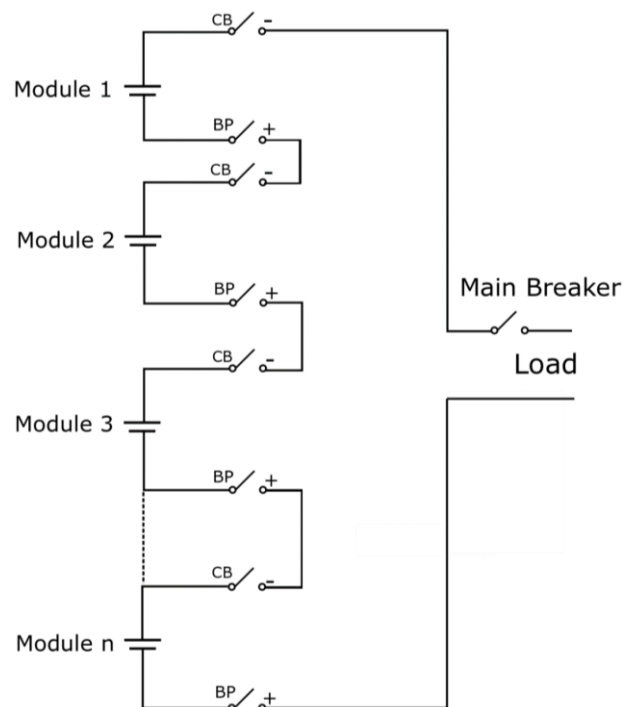 CB -
Module 1
BP +
CB -
Module 2
BP +
Main Breaker
CB -
Load
Module 3
BP +
CB -
Module n
BP +